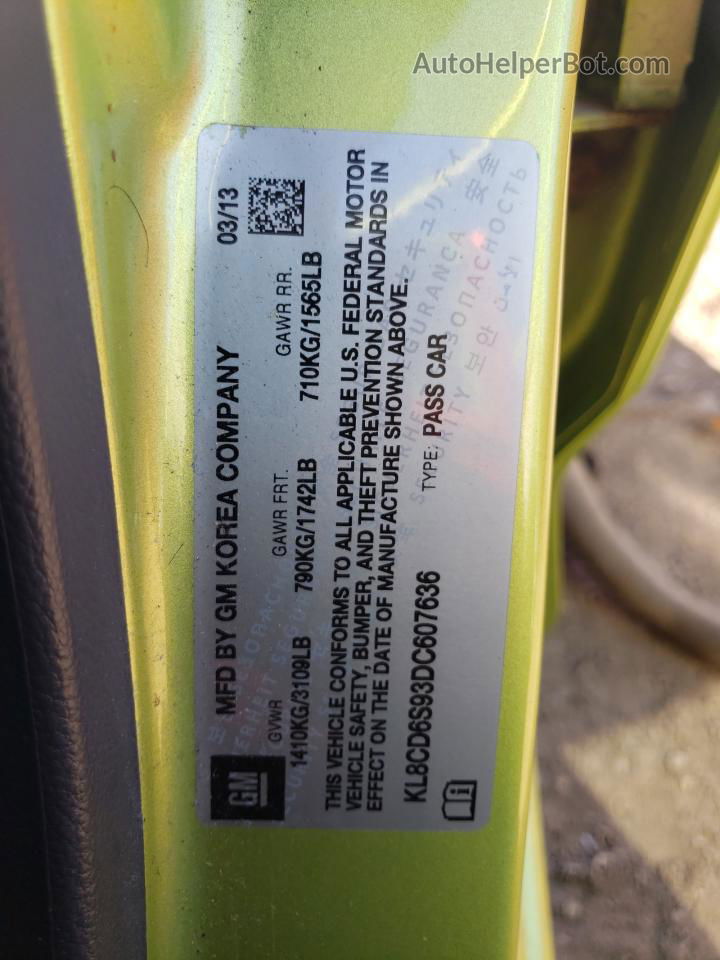 AutoHelperBot.com
MFD BY GM KOREA COMPANY 03/13
GVWR GAWR FRT. GAWR RR.
1410KG/3109LB 790KG/1742LB 710KG/1565LB
THIS VEHICLE CONFORMS TO ALL APPLICABLE U.S. FEDERAL MOTOR
VEHICLE SAFETY, BUMPER, AND THEFT PREVENTION STANDARDS IN
EFFECT ON THE DATE OF MANUFACTURE SHOWN ABOVE.
KL8CD6S93DC607636 TYPE: PASS CAR
GM